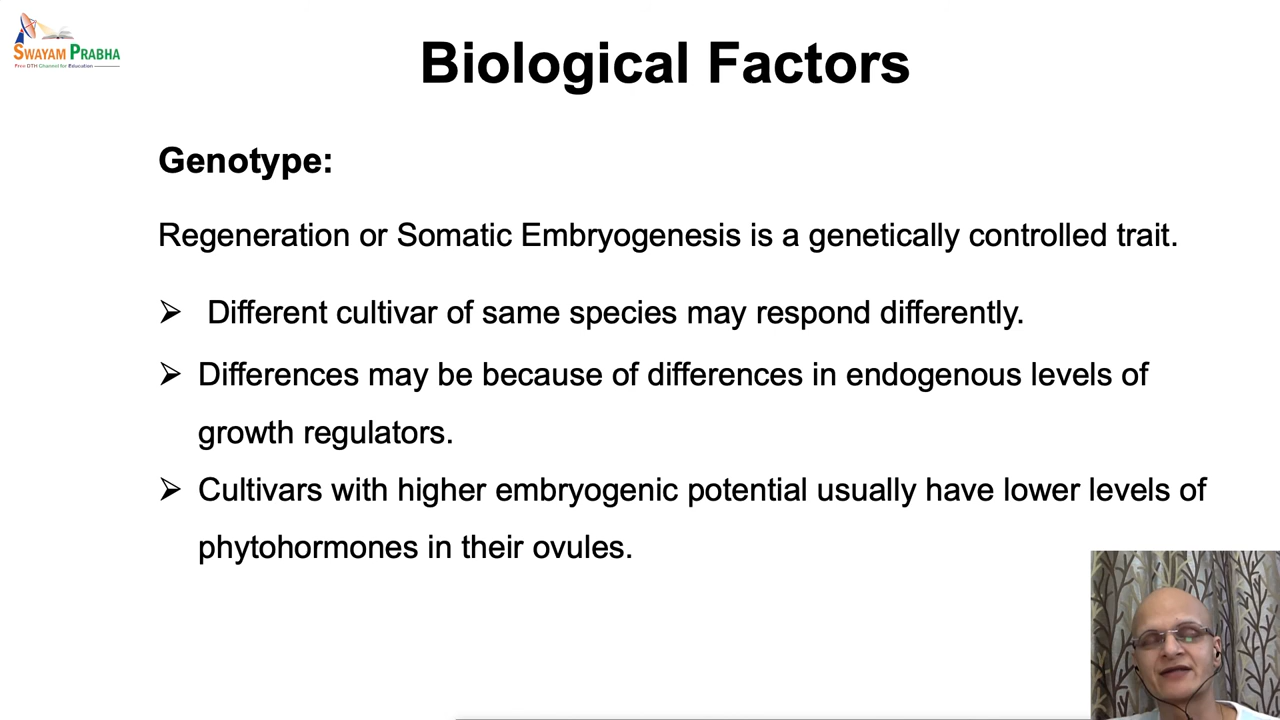 SWAYAM PRABHA
Free DTH Channel for Education
Biological Factors
Genotype:
Regeneration or Somatic Embryogenesis is a genetically controlled trait.
➢ Different cultivar of same species may respond differently.
➢ Differences may be because of differences in endogenous levels of
growth regulators.
➢ Cultivars with higher embryogenic potential usually have lower levels of
phytohormones in their ovules.